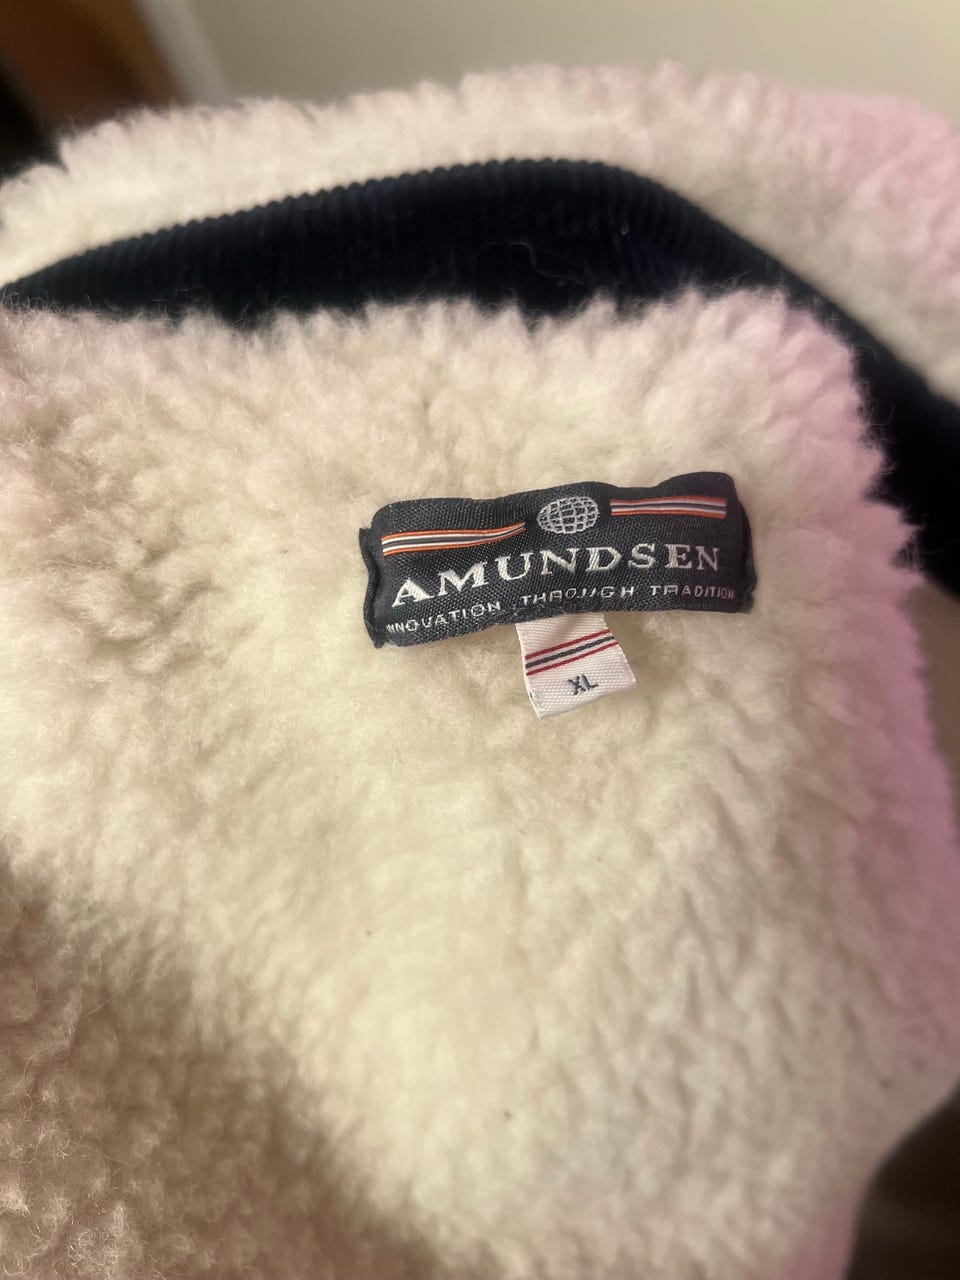 AMUNDSEN
INNOVATION THROUGH TRADITION
XL